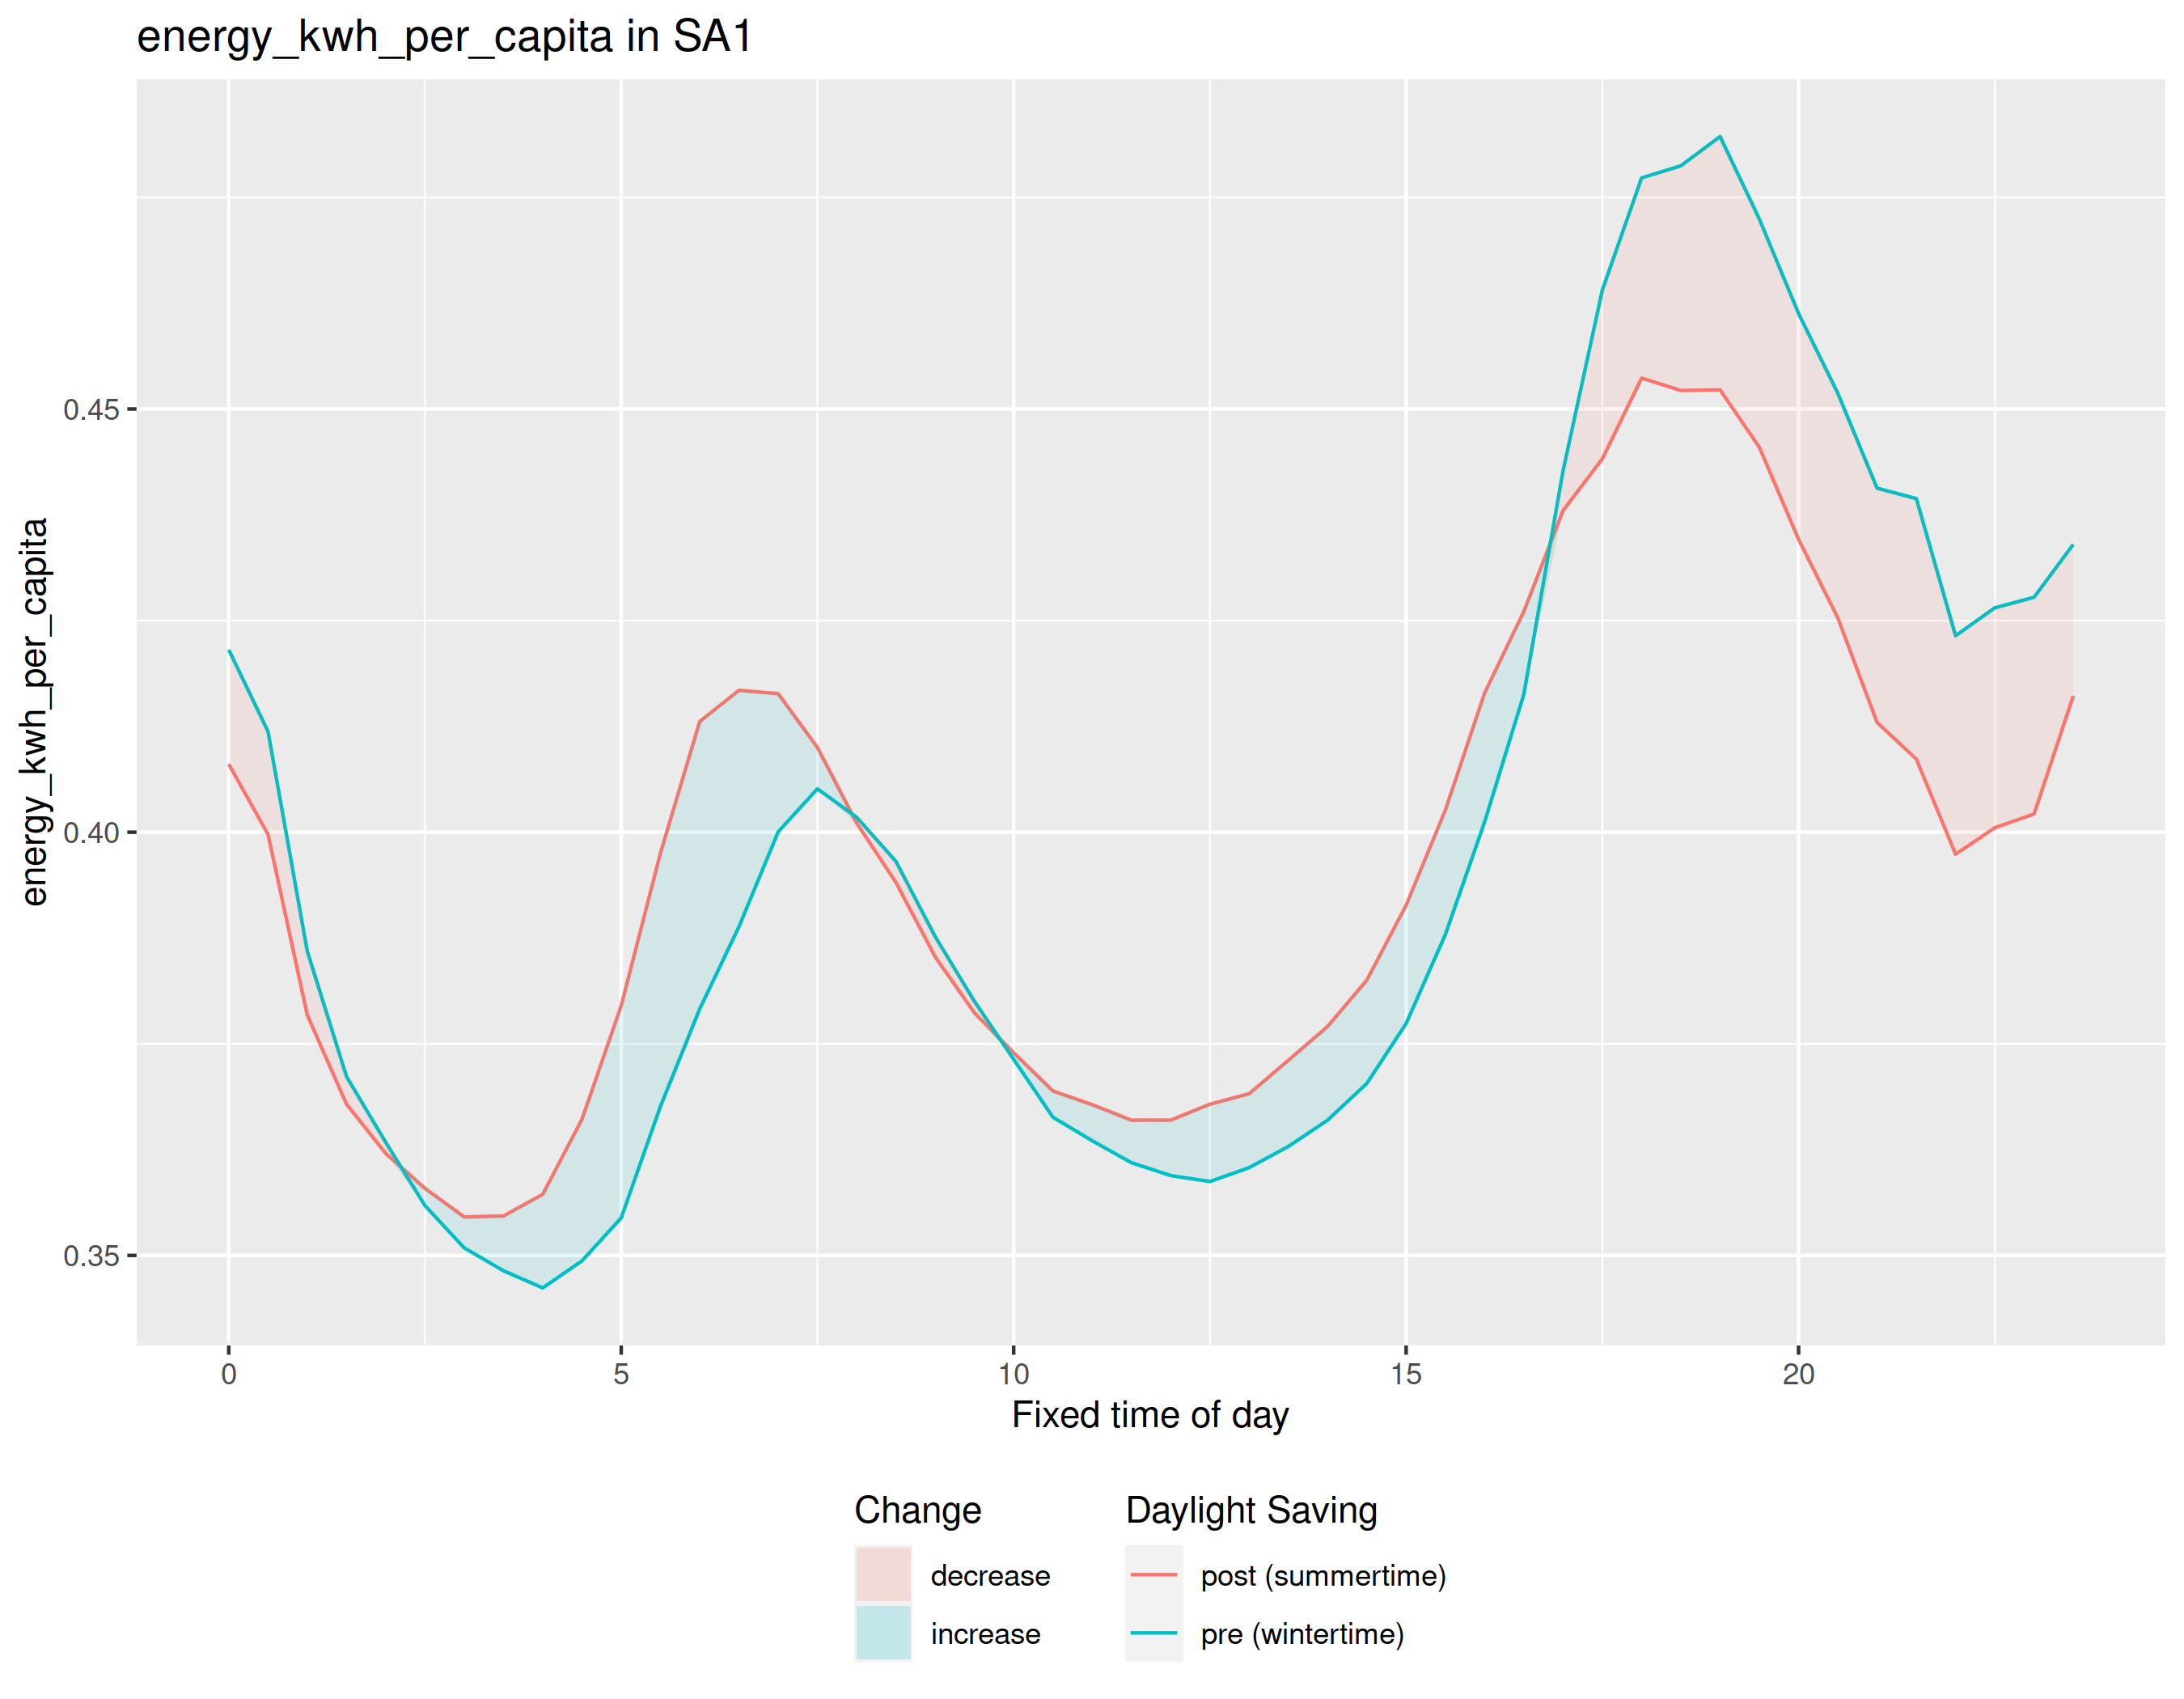 energy_kwh_per_capita in SA1
energy_kwh_per_capita
0.45
0.40
0.35
0 5 10 15 20
Fixed time of day
Change
decrease
increase
Daylight Saving
post (summertime)
pre (wintertime)